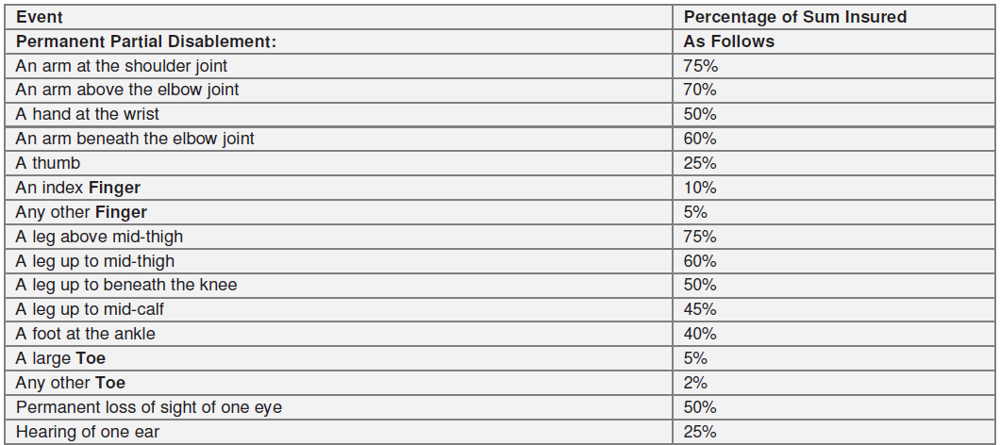 Event Percentage of Sum Insured
Permanent Partial Disablement: As Follows
An arm at the shoulder joint 75%
An arm above the elbow joint 70%
A hand at the wrist 50%
An arm beneath the elbow joint 60%
A thumb 25%
An index Finger 10%
Any other Finger 5%
A leg above mid-thigh 75%
A leg up to mid-thigh 60%
A leg up to beneath the knee 50%
A leg up to mid-calf 45%
A foot at the ankle 40%
A large Toe 5%
Any other Toe 2%
Permanent loss of sight of one eye 50%
Hearing of one ear 25%